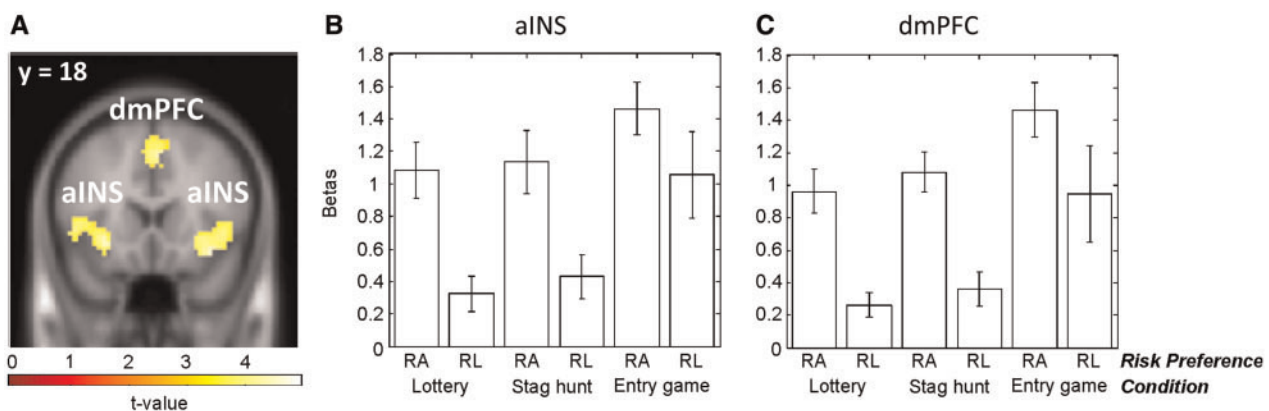 A
y = 18
dmPFC
aINS aINS
0 1 2 3 4
t-value
B aINS
Betas
1.8
1.6
1.4
1.2
1
0.8
0.6
0.4
0.2
0
RA RL RA RL RA RL
Lottery Stag hunt Entry game
C dmPFC
1.8
1.6
1.4
1.2
1
0.8
0.6
0.4
0.2
0
RA RL RA RL RA RL Risk Preference
Lottery Stag hunt Entry game Condition